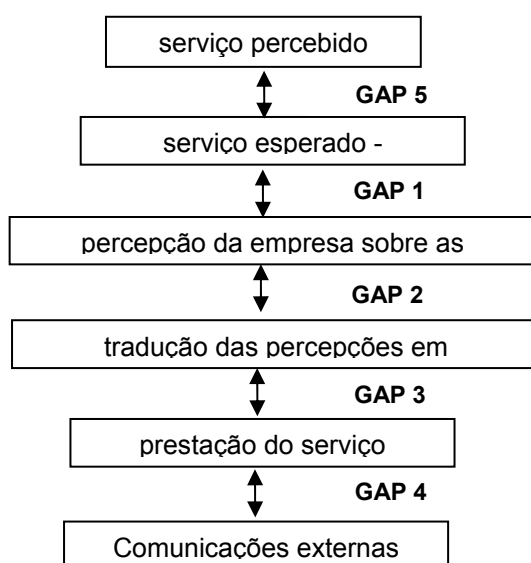 serviço percebido
GAP 5
serviço esperado -
GAP 1
percepção da empresa sobre as
GAP 2
tradução das percepções em
GAP 3
prestação do serviço
GAP 4
Comunicações externas